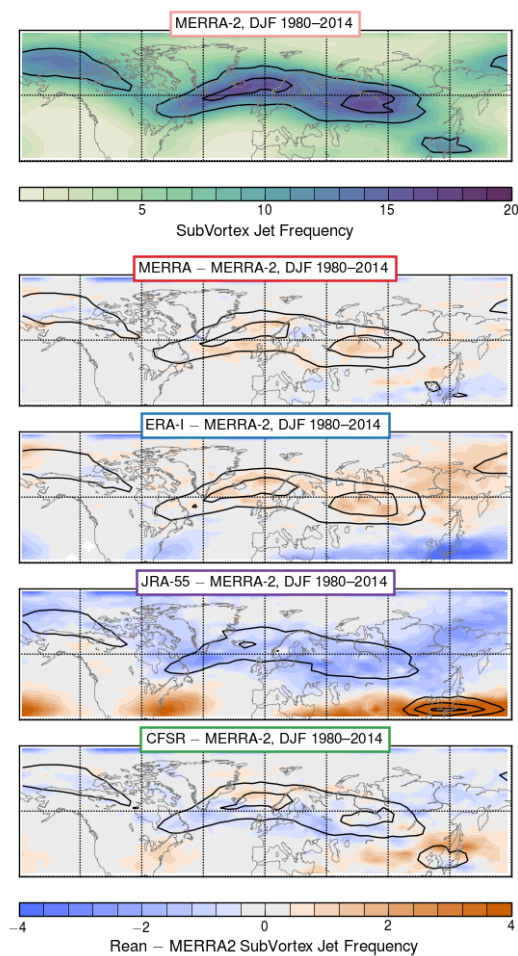 MERRA-2, DJF 1980–2014
5 10 15 20
SubVortex Jet Frequency
MERRA − MERRA-2, DJF 1980–2014
ERA-I − MERRA-2, DJF 1980–2014
JRA-55 − MERRA-2, DJF 1980–2014
CFSR − MERRA-2, DJF 1980–2014
−4 −2 0 2 4
Rean − MERRA2 SubVortex Jet Frequency